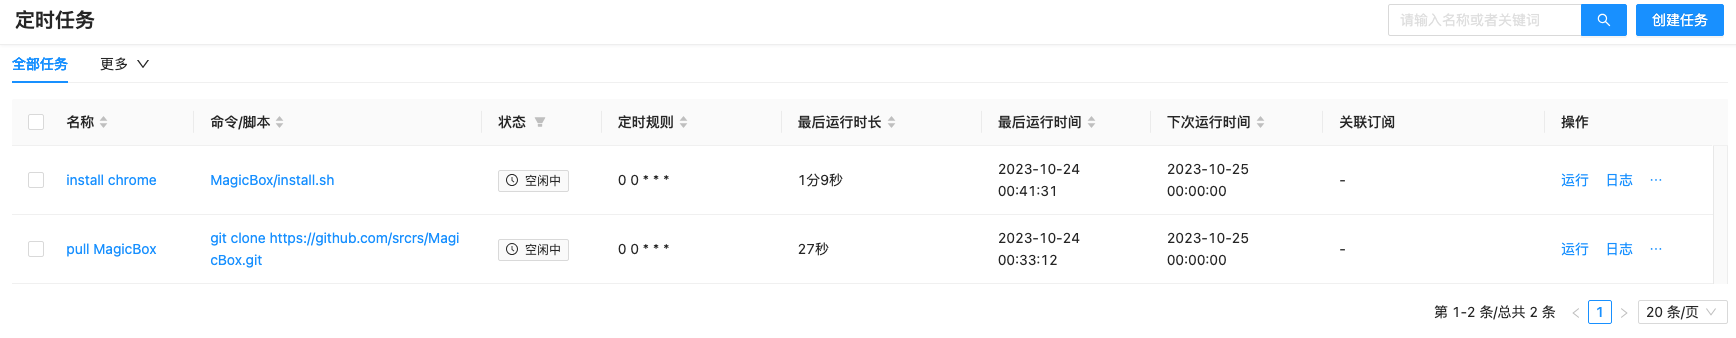 定时任务
请输入名称或者关键词
创建任务
全部任务 更多
名称 命令/脚本 状态 定时规则 最后运行时长 最后运行时间 下次运行时间 关联订阅 操作
install chrome MagicBox/install.sh 空闲中 0 0 * * * 1分9秒 2023-10-24 00:41:31 2023-10-25 00:00:00 - 运行 日志 ···
pull MagicBox git clone https://github.com/srcrs/MagicBox.git 空闲中 0 0 * * * 27秒 2023-10-24 00:33:12 2023-10-25 00:00:00 - 运行 日志 ···
第 1-2 条/总共 2 条 < 1 > 20 条/页